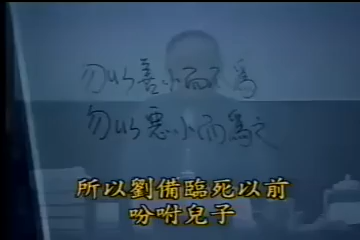 勿以善小而不為
勿以惡小而為之
所以劉備臨死以前
吩咐兒子